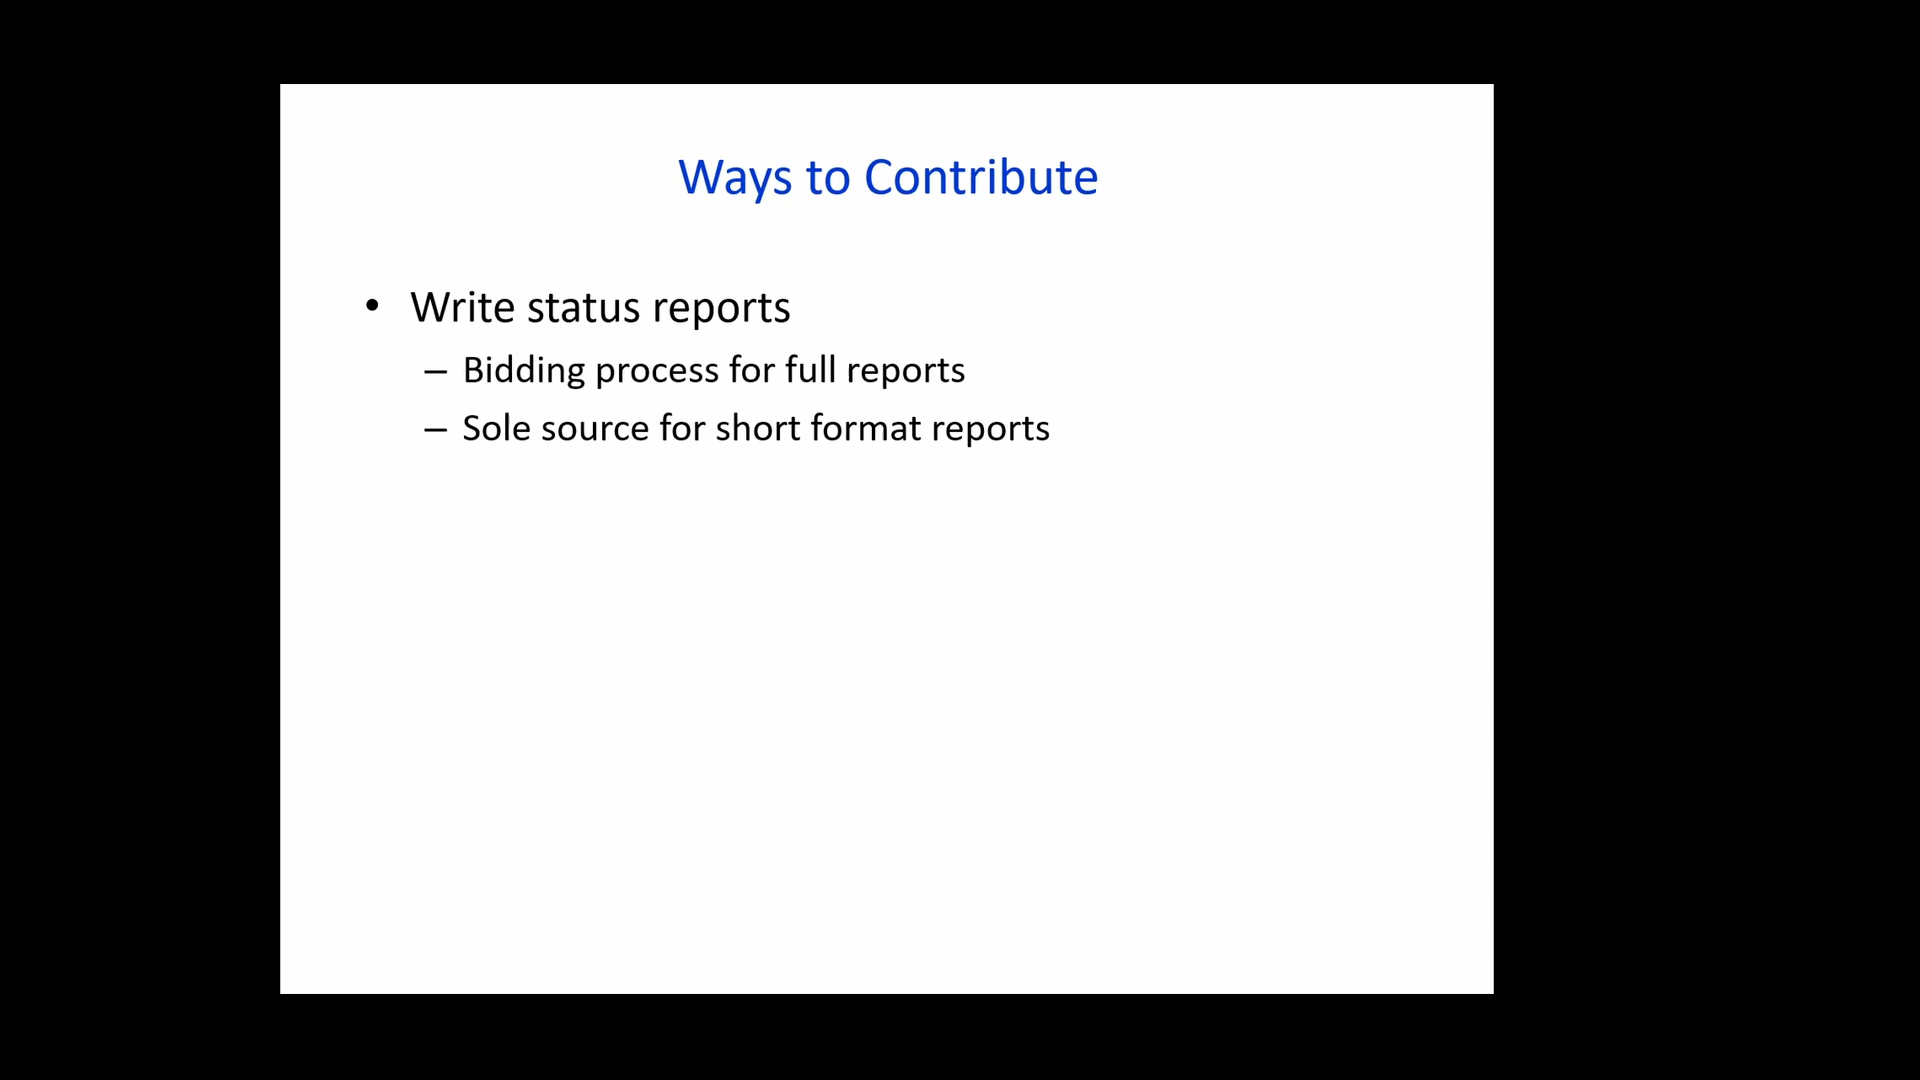 Ways to Contribute
• Write status reports
– Bidding process for full reports
– Sole source for short format reports